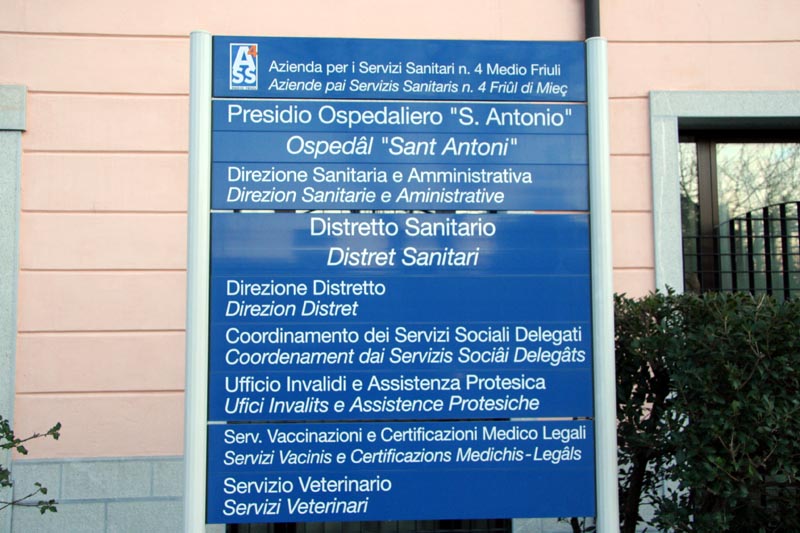 A4
SS
Azienda per i Servizi Sanitari n. 4 Medio Friuli
Aziende pai Servizis Sanitaris n. 4 Friûl di Mieç
Presidio Ospedaliero "S. Antonio"
Ospedâl "Sant Antoni"
Direzione Sanitaria e Amministrativa
Direzion Sanitarie e Aministrative
Distretto Sanitario
Distret Sanitari
Direzione Distretto
Direzion Distret
Coordinamento dei Servizi Sociali Delegati
Coordenament dai Servizis Sociâi Delegâts
Ufficio Invalidi e Assistenza Protesica
Ufici Invalits e Assistence Protesiche
Serv. Vaccinazioni e Certificazioni Medico Legali
Servizi Vacinis e Certificazions Medichis-Legâls
Servizio Veterinario
Servizi Veterinari